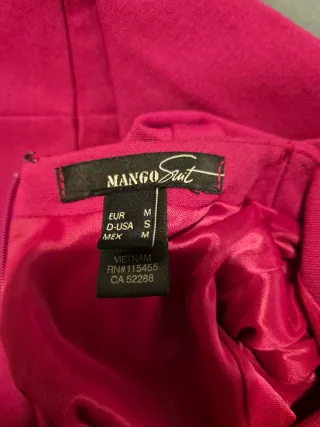 MANGO Suit
EUR M
D-USA S
MEX M
VIETNAM
RN#115455
CA 52288